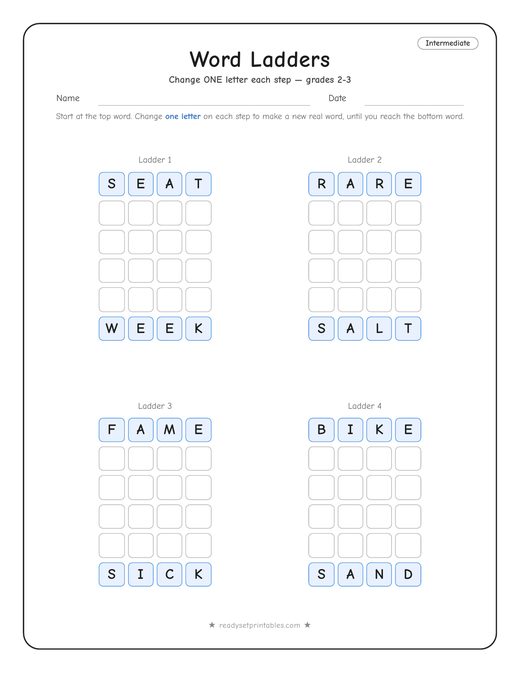 Intermediate
Word Ladders
Change ONE letter each step — grades 2-3
Name Date
Start at the top word. Change one letter on each step to make a new real word, until you reach the bottom word.
Ladder 1 Ladder 2
S E A T R A R E
W E E K S A L T
Ladder 3 Ladder 4
F A M E B I K E
S I C K S A N D
★ readysetprintables.com ★